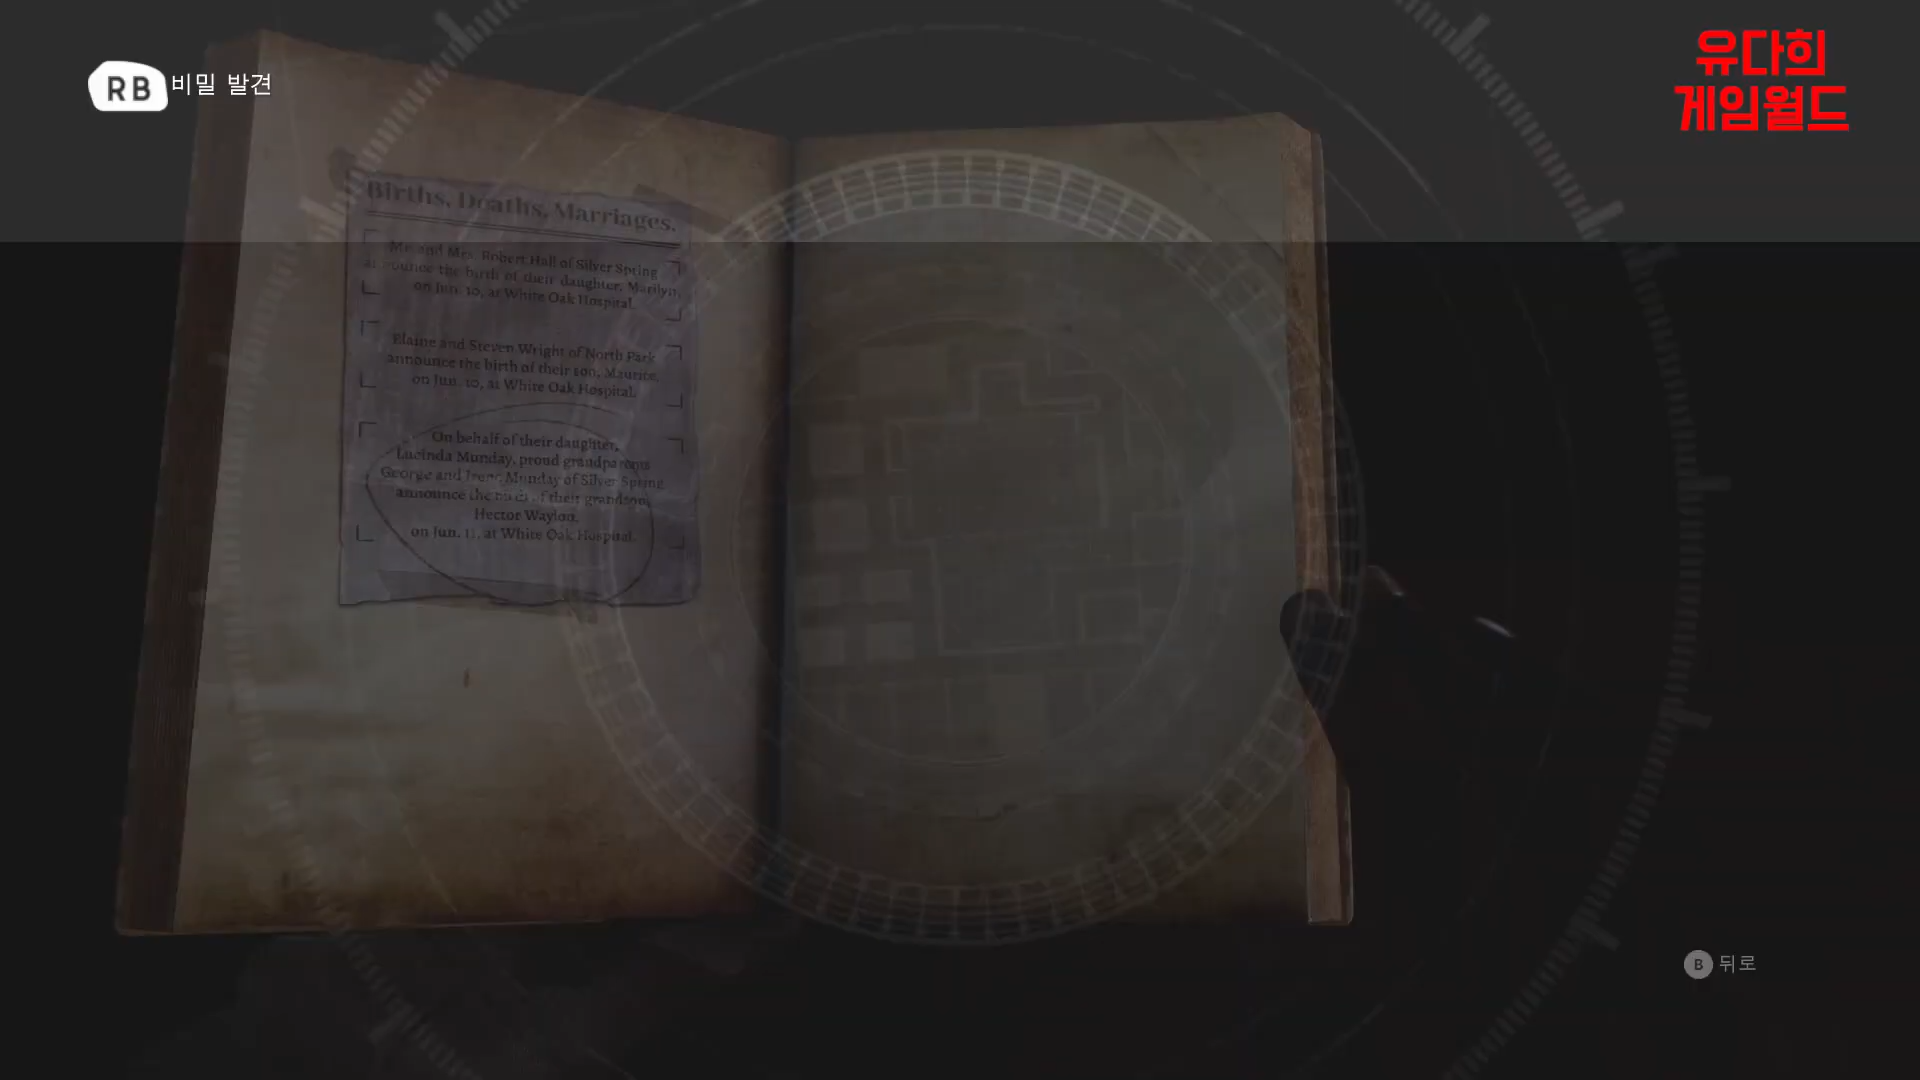 RB 비밀 발견
유다희
게임월드
Births, Deaths, Marriages.
Mr. and Mrs. Robert Hall of Silver Spring
announce the birth of their daughter, Marilyn,
on Jun. 10, at White Oak Hospital.
Elaine and Steven Wright of North Park
announce the birth of their son, Maurice,
on Jun. 10, at White Oak Hospital.
On behalf of their daughter,
Lucinda Munday, proud grandparents
George and Irene Munday of Silver Spring
announce the birth of their grandson,
Hector Waylon,
on Jun. 11, at White Oak Hospital.
B 뒤로